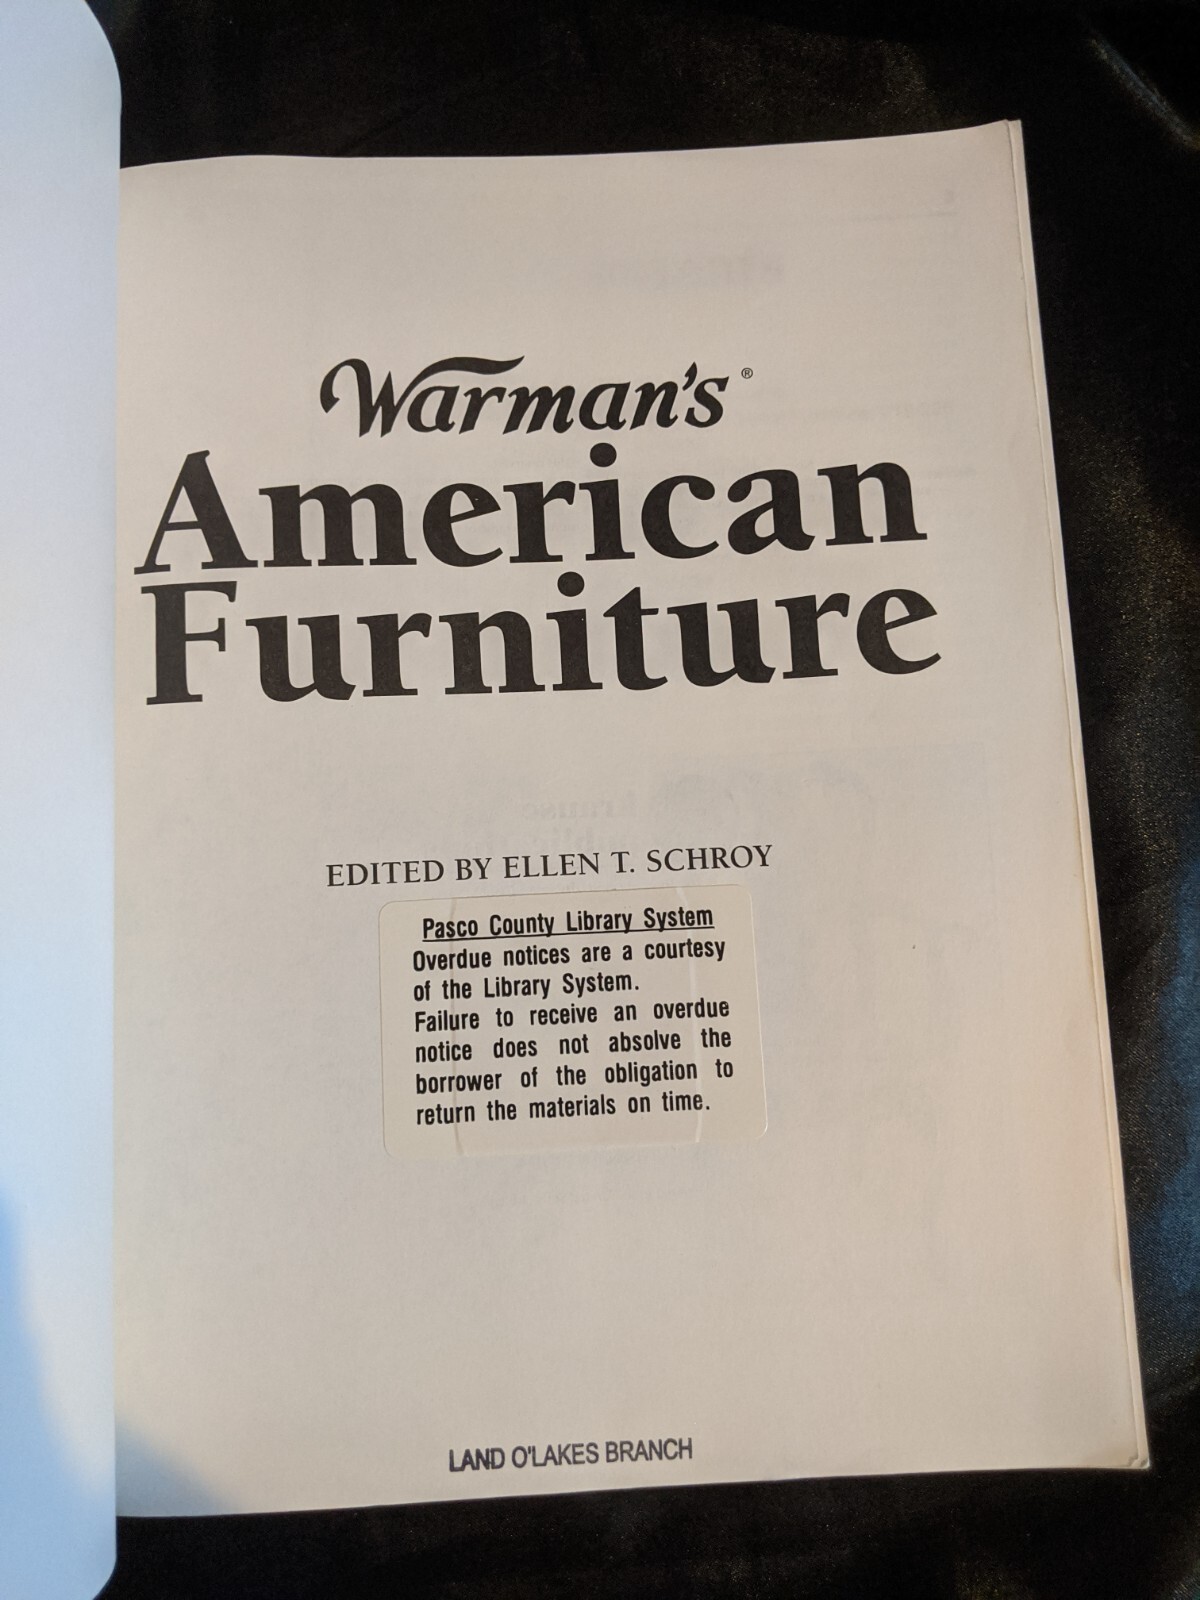 Warman's®
American
Furniture
EDITED BY ELLEN T. SCHROY
Pasco County Library System
Overdue notices are a courtesy
of the Library System.
Failure to receive an overdue
notice does not absolve the
borrower of the obligation to
return the materials on time.
LAND O'LAKES BRANCH